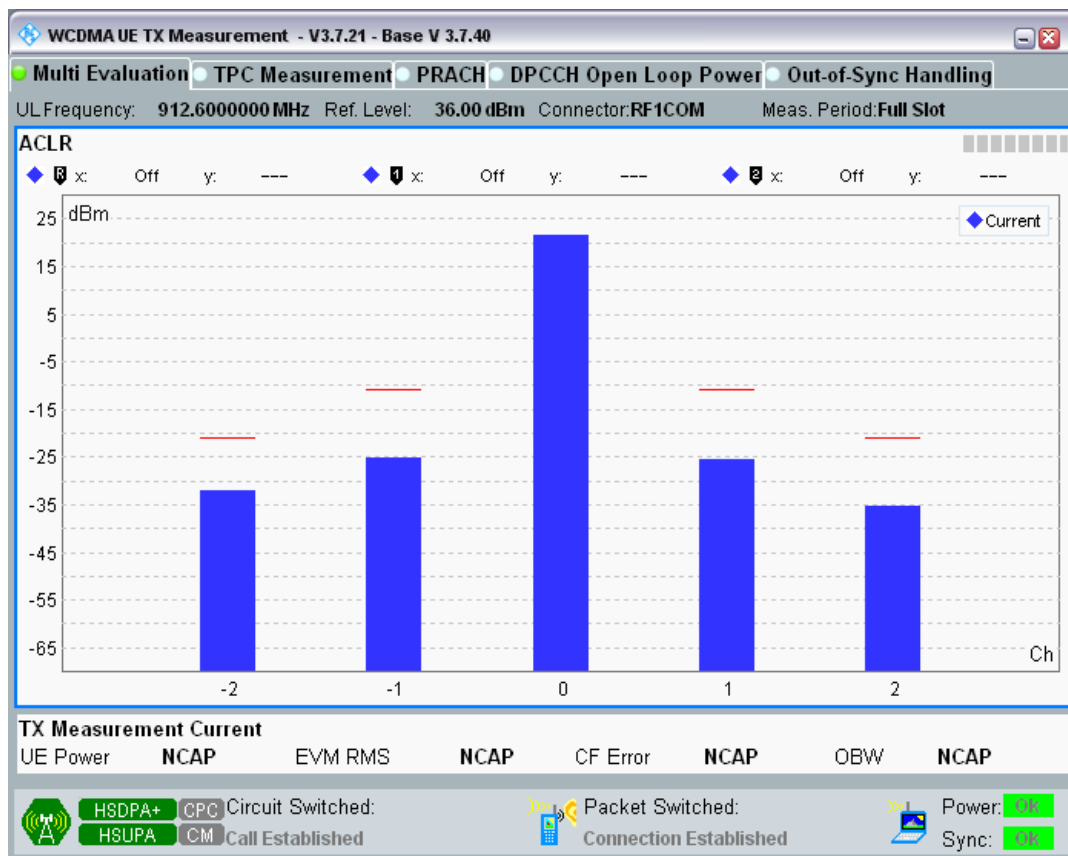 WCDMA UE TX Measurement - V3.7.21 - Base V 3.7.40
Multi Evaluation TPC Measurement PRACH DPCCH Open Loop Power Out-of-Sync Handling
UL Frequency: 912.6000000 MHz Ref. Level: 36.00 dBm Connector:RF1COM Meas. Period:Full Slot
ACLR
R x: Off y: --- 1 x: Off y: --- 2 x: Off y: ---
dBm
Current
25
15
5
-5
-15
-25
-35
-45
-55
-65
Ch
-2 -1 0 1 2
TX Measurement Current
UE Power NCAP EVM RMS NCAP CF Error NCAP OBW NCAP
HSDPA+ CPC Circuit Switched: Packet Switched: Power: OK
HSUPA CM Call Established Connection Established Sync: OK